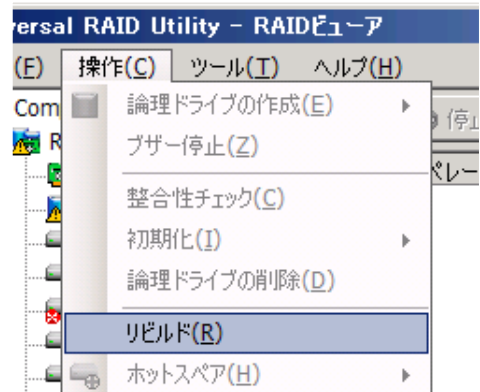 versal RAID Utility - RAIDビューア
(F) 操作(C) ツール(T) ヘルプ(H)
Com
論理ドライブの作成(E)
停止
R
ブザー停止(Z)
ペレー
整合性チェック(C)
初期化(I)
論理ドライブの削除(D)
リビルド(R)
ホットスペア(H)